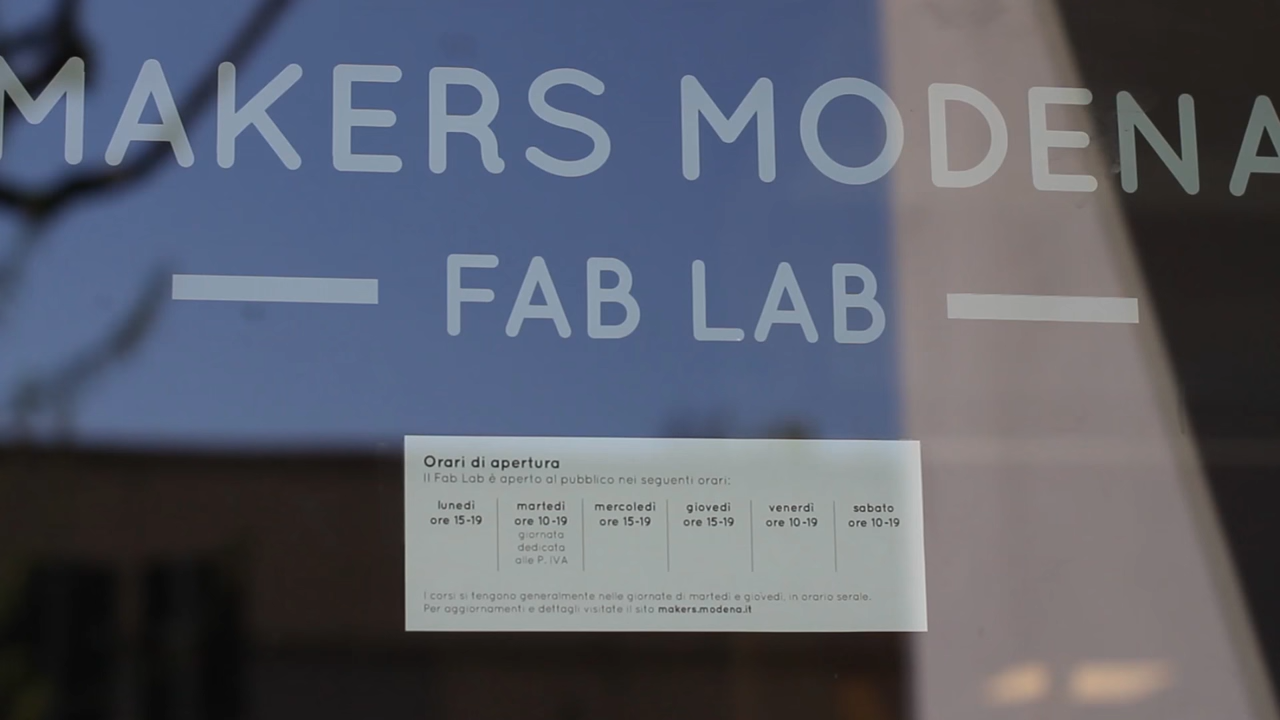 MAKERS MODENA
FAB LAB
Orari di apertura
Il Fab Lab è aperto al pubblico nei seguenti orari:
lunedì
ore 15-19
martedì
ore 10-19
giornata
dedicata
alle P. IVA
mercoledì
ore 15-19
giovedì
ore 15-19
venerdì
ore 10-19
sabato
ore 10-19
I corsi si tengono generalmente nelle giornate di martedì e giovedì, in orario serale.
Per aggiornamenti e dettagli visitate il sito makers.modena.it